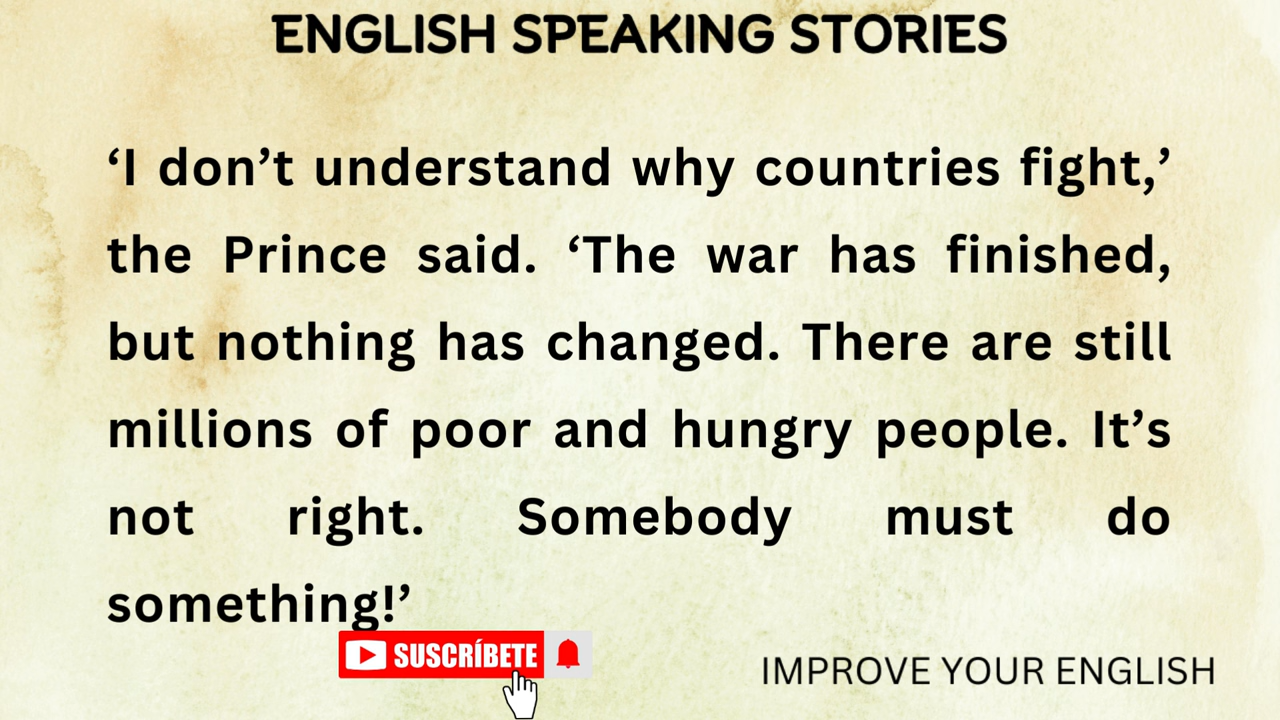 ENGLISH SPEAKING STORIES
‘I don’t understand why countries fight,’
the Prince said. ‘The war has finished,
but nothing has changed. There are still
millions of poor and hungry people. It’s
not right. Somebody must do
something!’
SUSCRÍBETE
IMPROVE YOUR ENGLISH